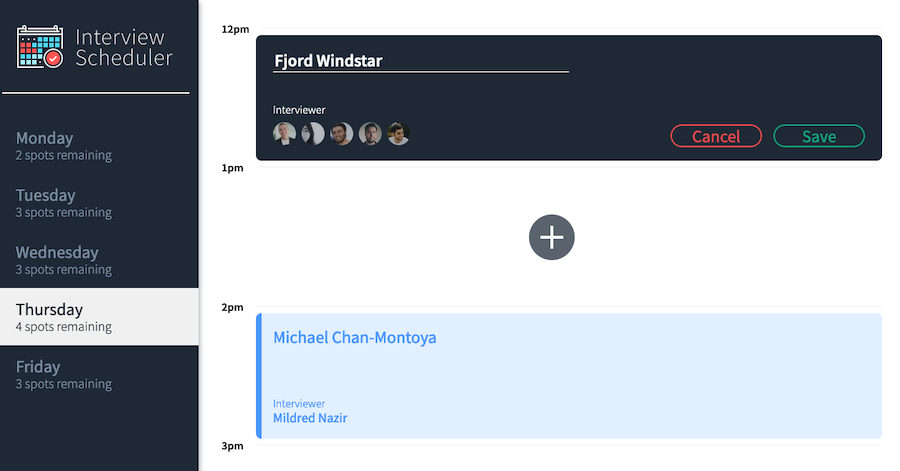 Interview
Scheduler
Monday
2 spots remaining
Tuesday
3 spots remaining
Wednesday
3 spots remaining
Thursday
4 spots remaining
Friday
3 spots remaining
12pm
Fjord Windstar
Interviewer
Cancel
Save
1pm
2pm
Michael Chan-Montoya
Interviewer
Mildred Nazir
3pm